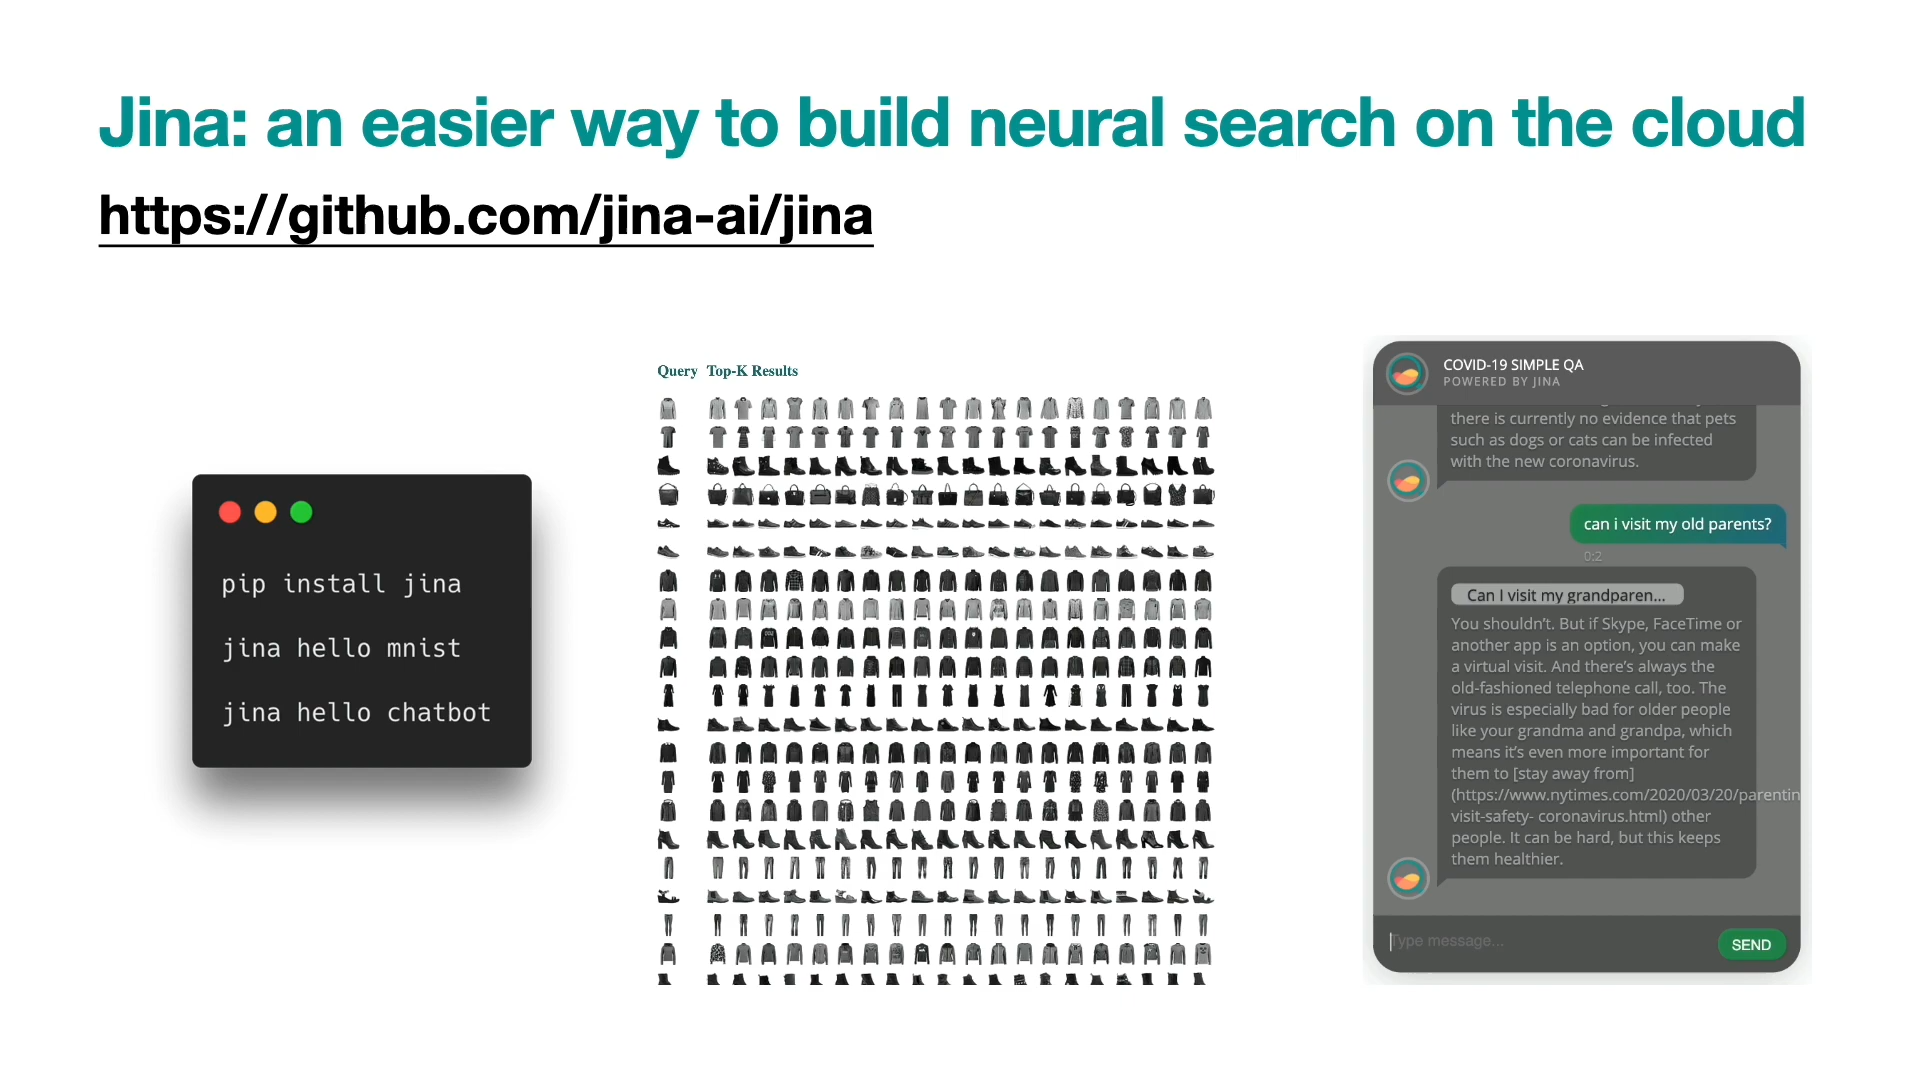 Jina: an easier way to build neural search on the cloud
https://github.com/jina-ai/jina
pip install jina
jina hello mnist
jina hello chatbot
Query Top-K Results
COVID-19 SIMPLE QA
POWERED BY JINA
there is currently no evidence that pets
such as dogs or cats can be infected
with the new coronavirus.
can i visit my old parents?
0:2
Can I visit my grandparen...
You shouldn't. But if Skype, FaceTime or
another app is an option, you can make
a virtual visit. And there's always the
old-fashioned telephone call, too. The
virus is especially bad for older people
like your grandma and grandpa, which
means it's even more important for
them to [stay away from]
(https://www.nytimes.com/2020/03/20/parentin
visit-safety- coronavirus.html) other
people. It can be hard, but this keeps
them healthier.
Type message...
SEND